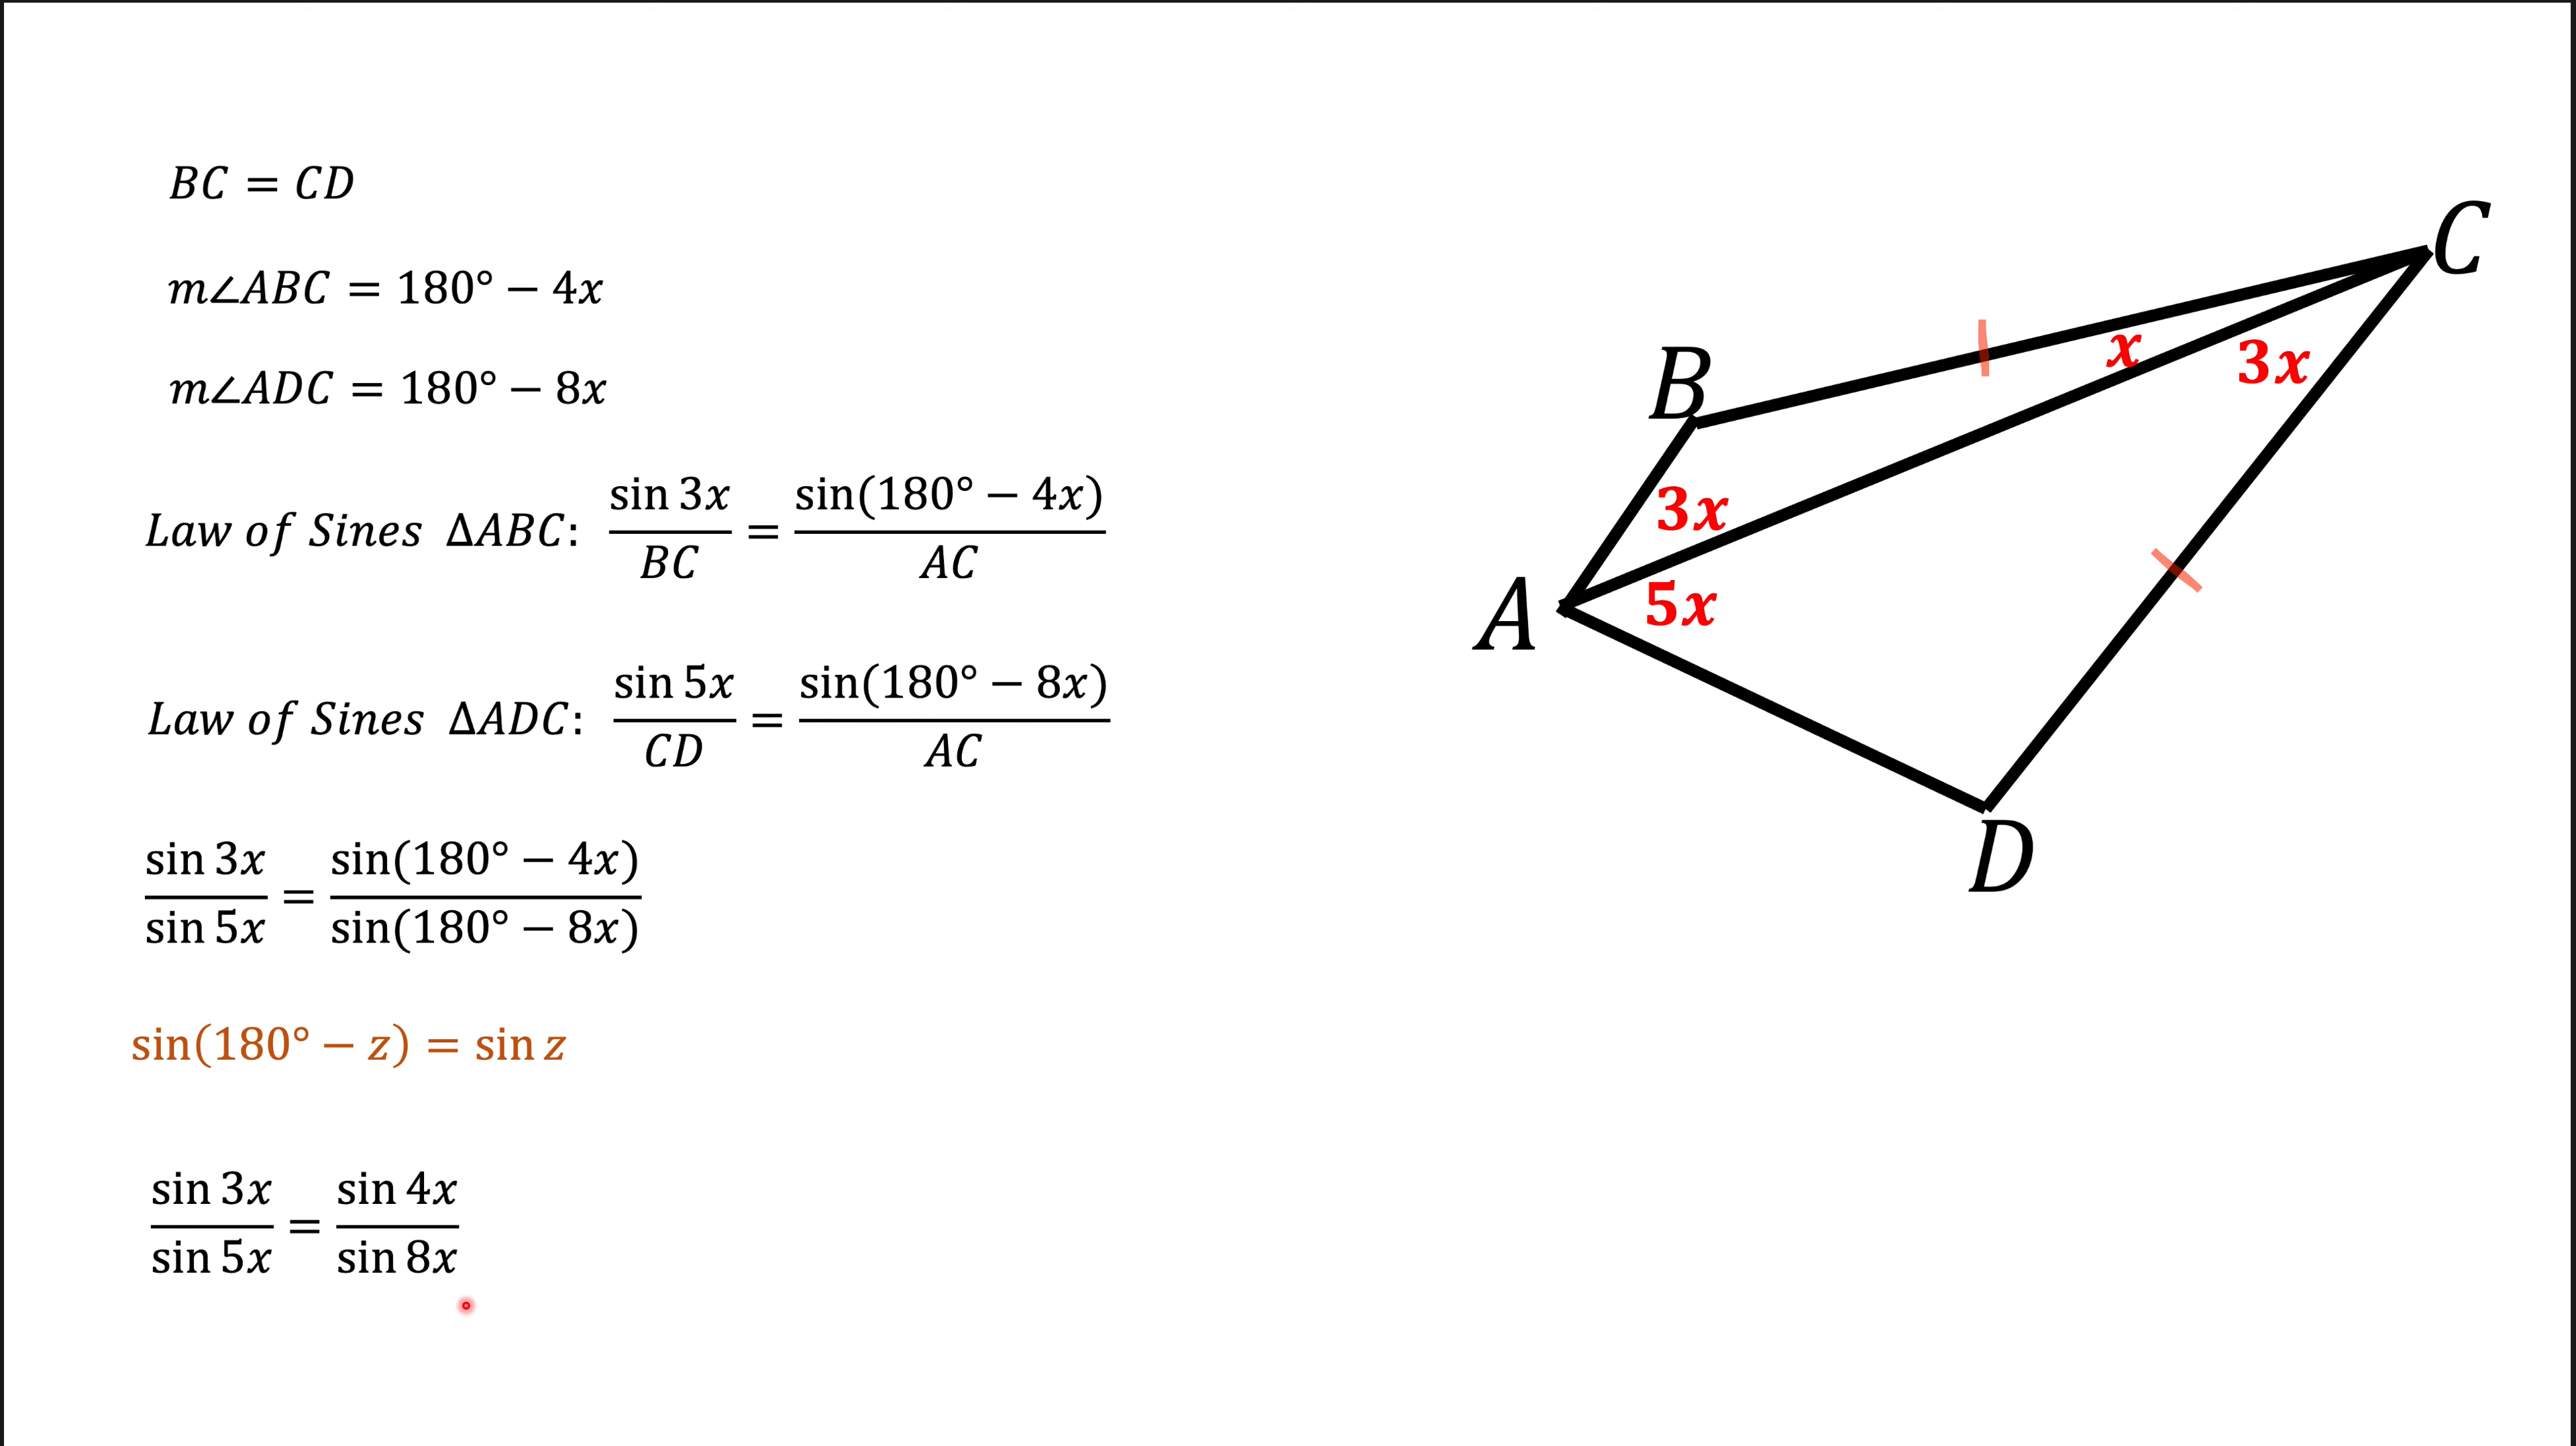 BC = CD
m∠ABC = 180° − 4x
m∠ADC = 180° − 8x
Law of Sines ΔABC: sin 3x / BC = sin(180° − 4x) / AC
Law of Sines ΔADC: sin 5x / CD = sin(180° − 8x) / AC
sin 3x / sin 5x = sin(180° − 4x) / sin(180° − 8x)
sin(180° − z) = sin z
sin 3x / sin 5x = sin 4x / sin 8x
C
B
x
3x
3x
A
5x
D